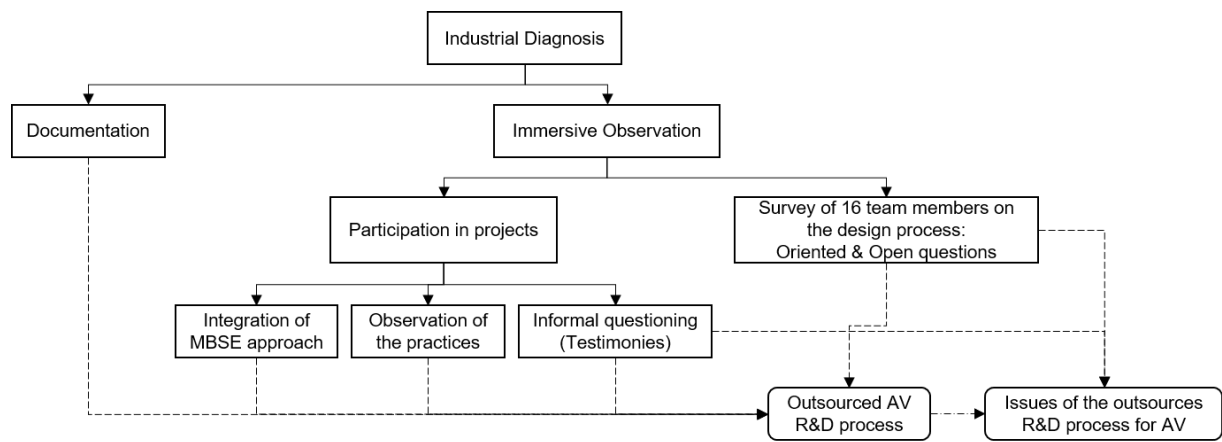 Industrial Diagnosis
Documentation
Immersive Observation
Participation in projects
Survey of 16 team members on
the design process:
Oriented & Open questions
Integration of
MBSE approach
Observation of
the practices
Informal questioning
(Testimonies)
Outsourced AV
R&D process
Issues of the outsources
R&D process for AV